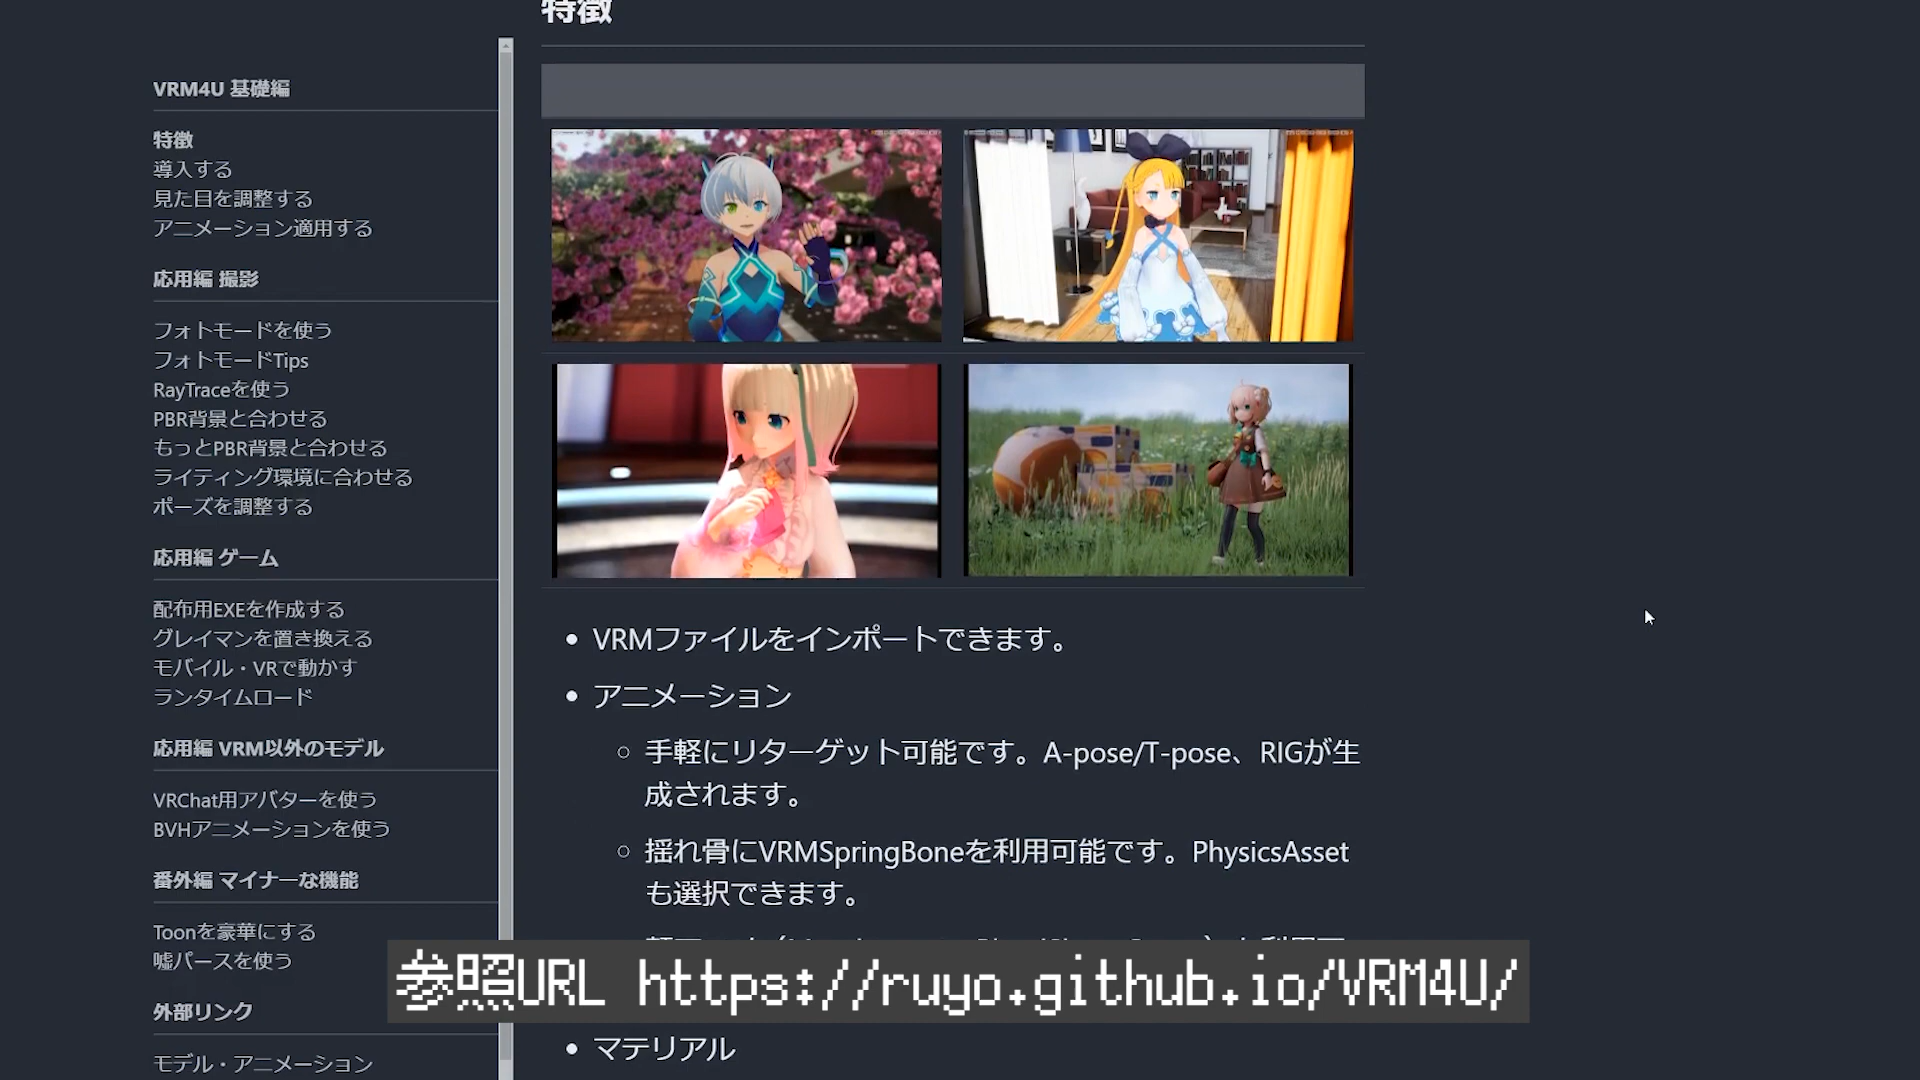 特徴
VRM4U 基礎編
特徴
導入する
見た目を調整する
アニメーション適用する
応用編 撮影
フォトモードを使う
フォトモードTips
RayTraceを使う
PBR背景と合わせる
もっとPBR背景と合わせる
ライティング環境に合わせる
ポーズを調整する
応用編 ゲーム
配布用EXEを作成する
グレイマンを置き換える
モバイル・VRで動かす
ランタイムロード
応用編 VRM以外のモデル
VRChat用アバターを使う
BVHアニメーションを使う
番外編 マイナーな機能
Toonを豪華にする
嘘パースを使う
外部リンク
モデル・アニメーション
VRMファイルをインポートできます。
アニメーション
手軽にリターゲット可能です。A-pose/T-pose、RIGが生
成されます。
揺れ骨にVRMSpringBoneを利用可能です。PhysicsAsset
も選択できます。
参照URL https://ruyo.github.io/VRM4U/
マテリアル